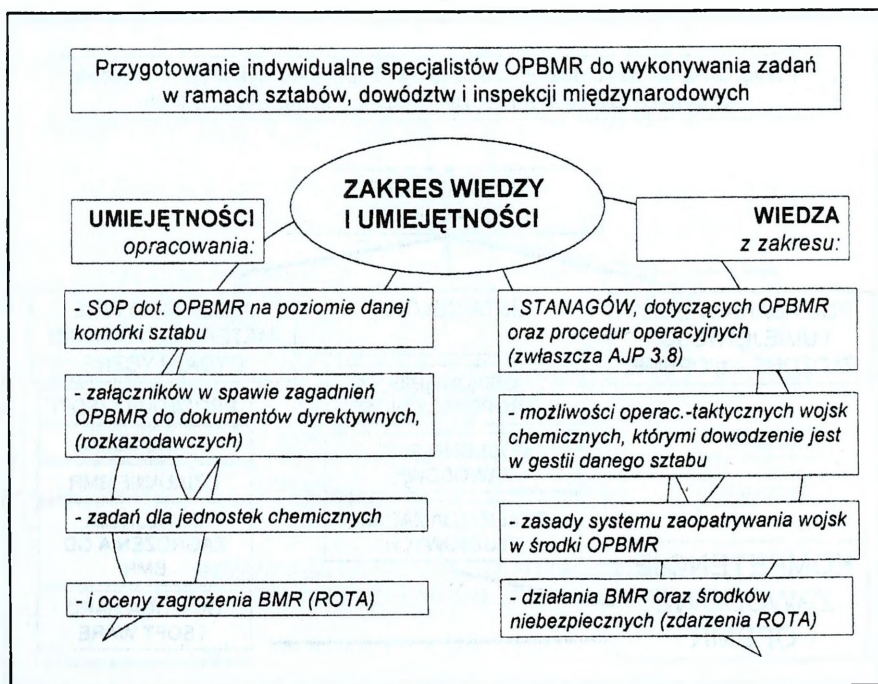 Przygotowanie indywidualne specjalistów OPBMR do wykonywania zadań
w ramach sztabów, dowództw i inspekcji międzynarodowych
ZAKRES WIEDZY
I UMIEJĘTNOŚCI
UMIEJĘTNOŚCI
opracowania:
- SOP dot. OPBMR na poziomie danej
komórki sztabu
- załączników w spawie zagadnień
OPBMR do dokumentów dyrektywnych,
(rozkazodawczych)
- zadań dla jednostek chemicznych
- i oceny zagrożenia BMR (ROTA)
WIEDZA
z zakresu:
- STANAGÓW, dotyczących OPBMR
oraz procedur operacyjnych
(zwłaszcza AJP 3.8)
- możliwości operac.-taktycznych wojsk
chemicznych, którymi dowodzenie jest
w gestii danego sztabu
- zasady systemu zaopatrywania wojsk
w środki OPBMR
- działania BMR oraz środków
niebezpiecznych (zdarzenia ROTA)